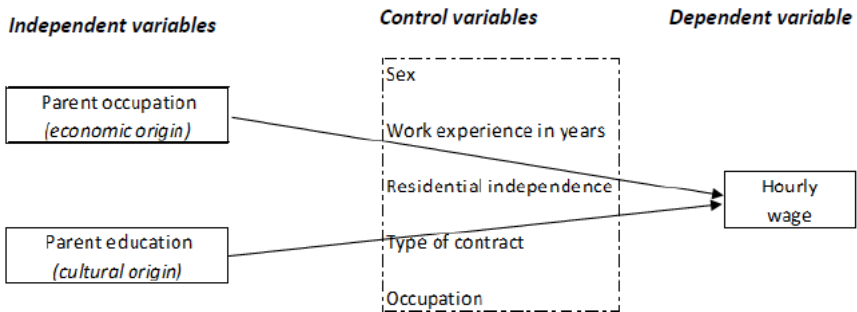 Independent variables
Control variables
Dependent variable
Parent occupation
(economic origin)
Parent education
(cultural origin)
Sex
Work experience in years
Residential independence
Type of contract
Occupation
Hourly
wage